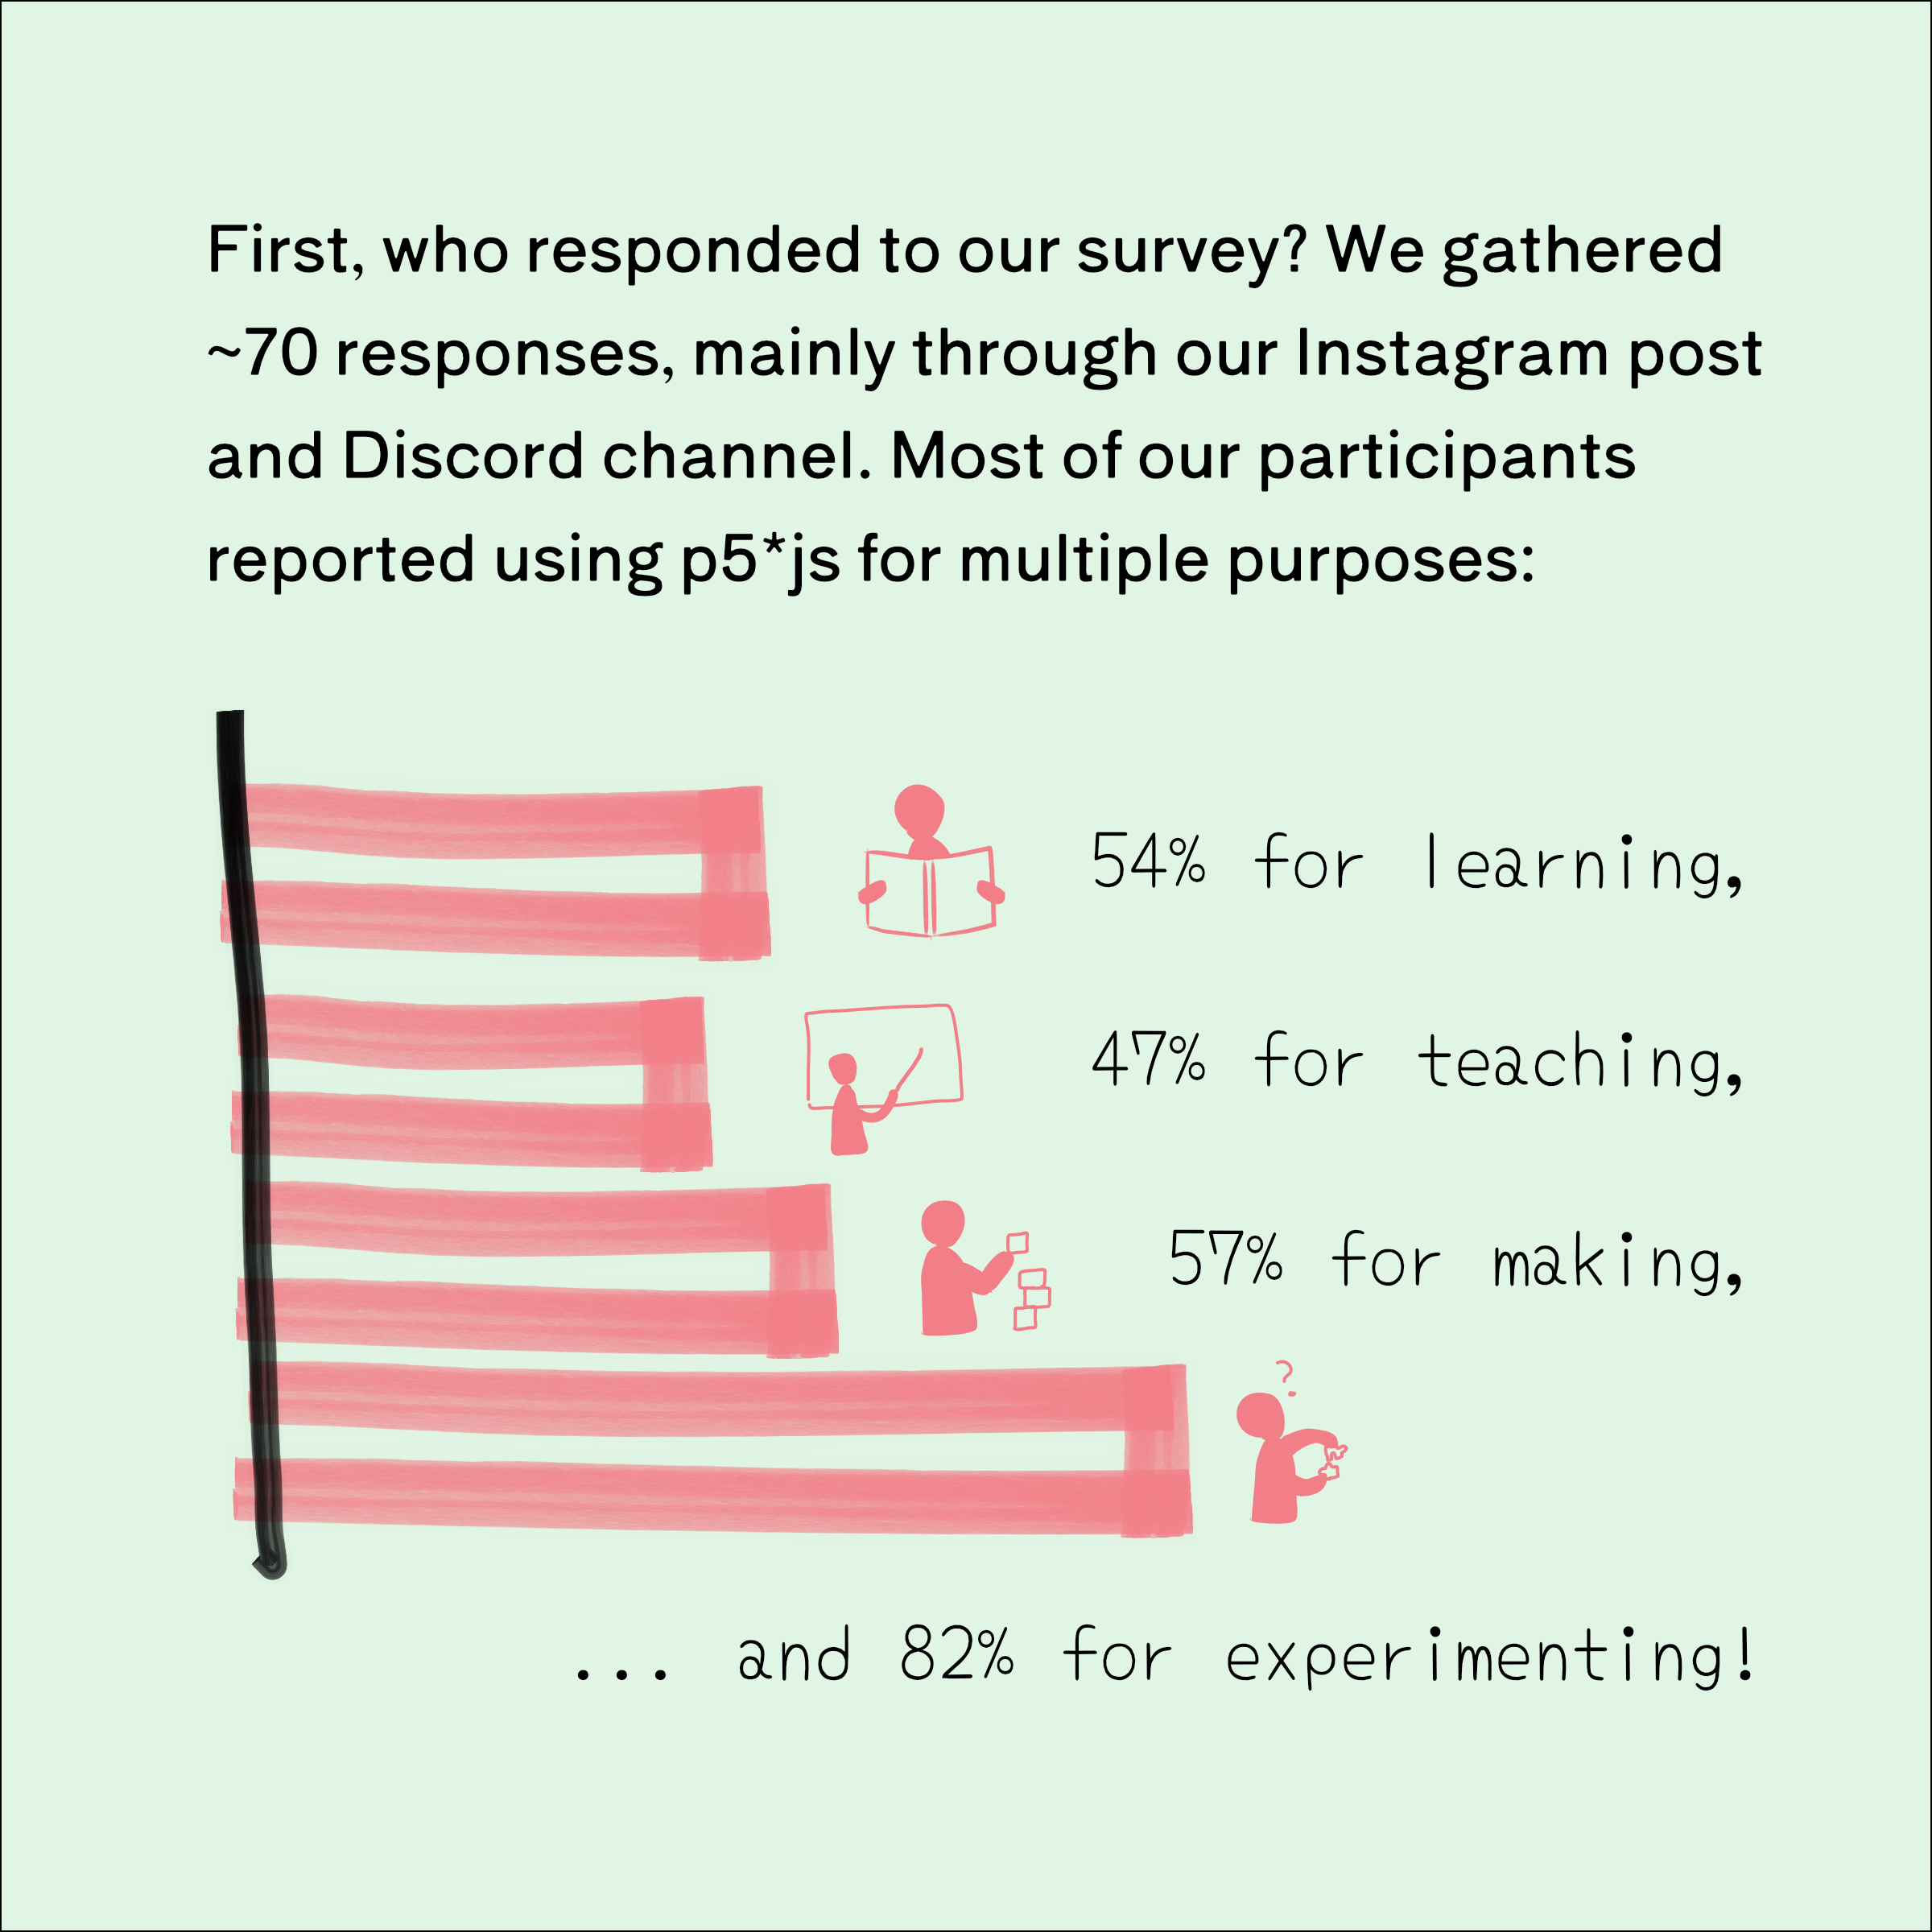 First, who responded to our survey? We gathered
~70 responses, mainly through our Instagram post
and Discord channel. Most of our participants
reported using p5*js for multiple purposes:
54% for learning,
47% for teaching,
57% for making,
?
... and 82% for experimenting!